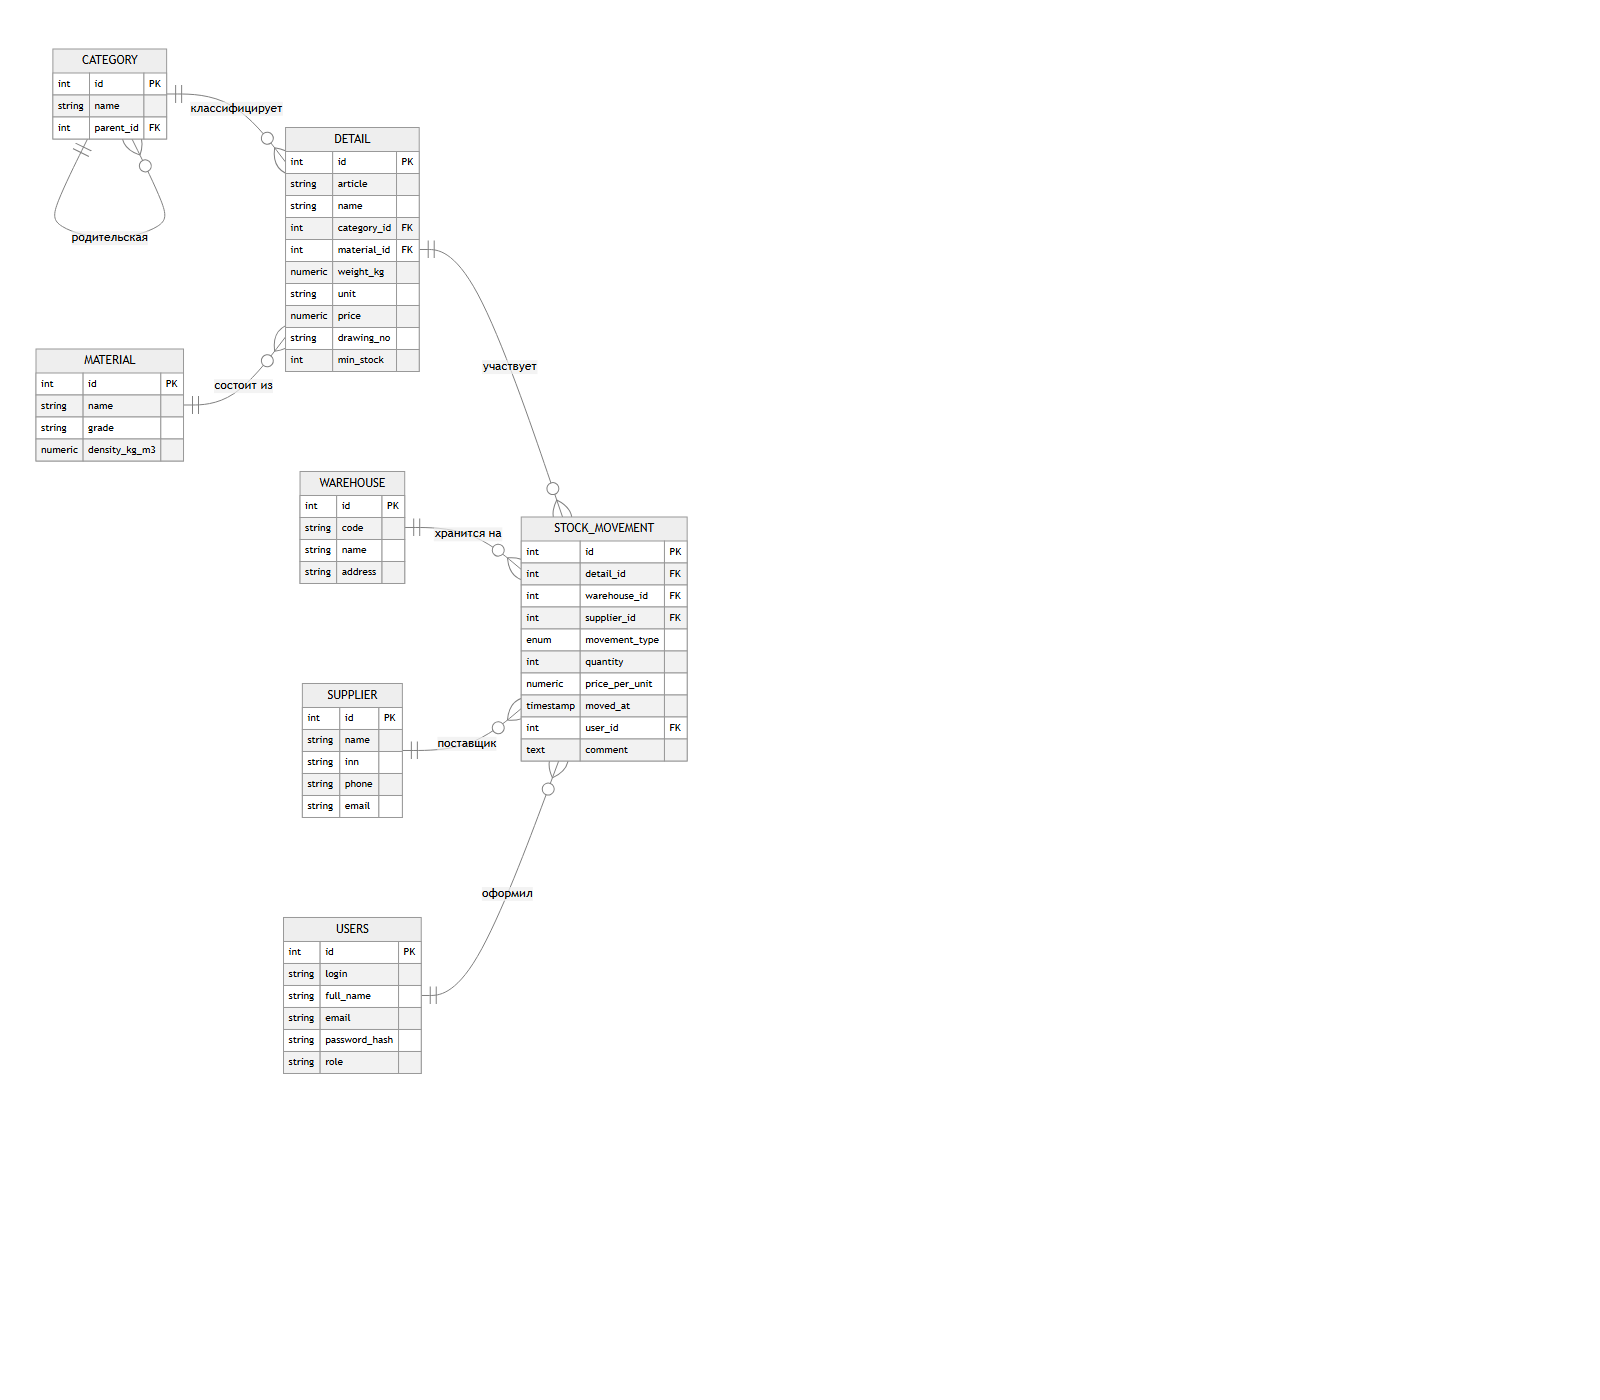 CATEGORY
int id PK
string name
int parent_id FK
классифицирует
родительская
DETAIL
int id PK
string article
string name
int category_id FK
int material_id FK
numeric weight_kg
string unit
numeric price
string drawing_no
int min_stock
участвует
MATERIAL
int id PK
string name
string grade
numeric density_kg_m3
состоит из
WAREHOUSE
int id PK
string code
string name
string address
хранится на
STOCK_MOVEMENT
int id PK
int detail_id FK
int warehouse_id FK
int supplier_id FK
enum movement_type
int quantity
numeric price_per_unit
timestamp moved_at
int user_id FK
text comment
SUPPLIER
int id PK
string name
string inn
string phone
string email
поставщик
оформил
USERS
int id PK
string login
string full_name
string email
string password_hash
string role